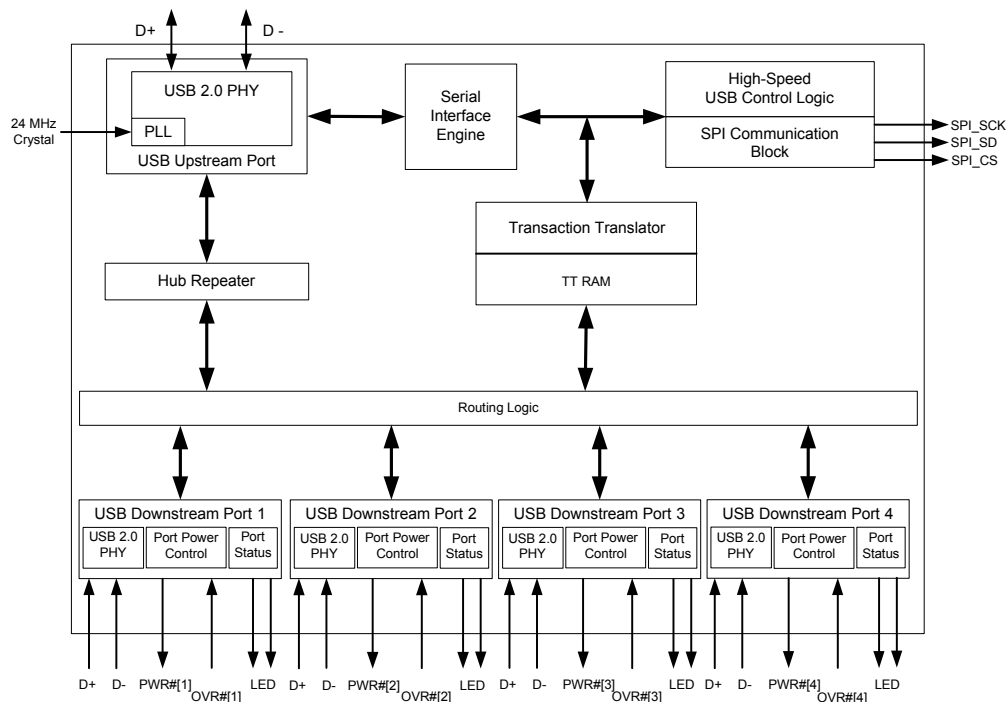 D+ D -
USB 2.0 PHY
PLL
USB Upstream Port
24 MHz
Crystal
Serial
Interface
Engine
High-Speed
USB Control Logic
SPI Communication
Block
SPI_SCK
SPI_SD
SPI_CS
Transaction Translator
TT RAM
Hub Repeater
Routing Logic
USB Downstream Port 1
USB 2.0
PHY
Port Power
Control
Port
Status
USB Downstream Port 2
USB 2.0
PHY
Port Power
Control
Port
Status
USB Downstream Port 3
USB 2.0
PHY
Port Power
Control
Port
Status
USB Downstream Port 4
USB 2.0
PHY
Port Power
Control
Port
Status
D+ D- PWR#[1] OVR#[1] LED
D+ D- PWR#[2] OVR#[2] LED
D+ D- PWR#[3] OVR#[3] LED
D+ D- PWR#[4] OVR#[4] LED